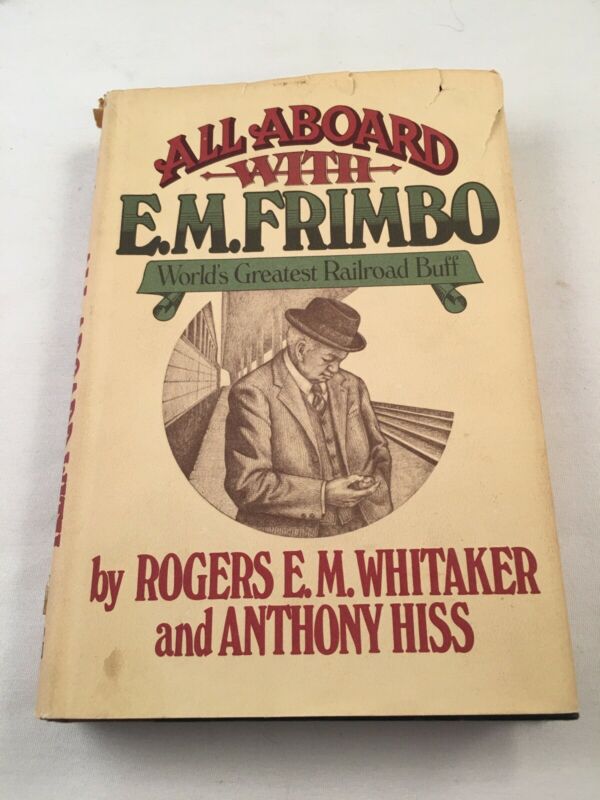 ALL ABOARD
WITH
E.M. FRIMBO
World's Greatest Railroad Buff
by ROGERS E. M. WHITAKER
and ANTHONY HISS